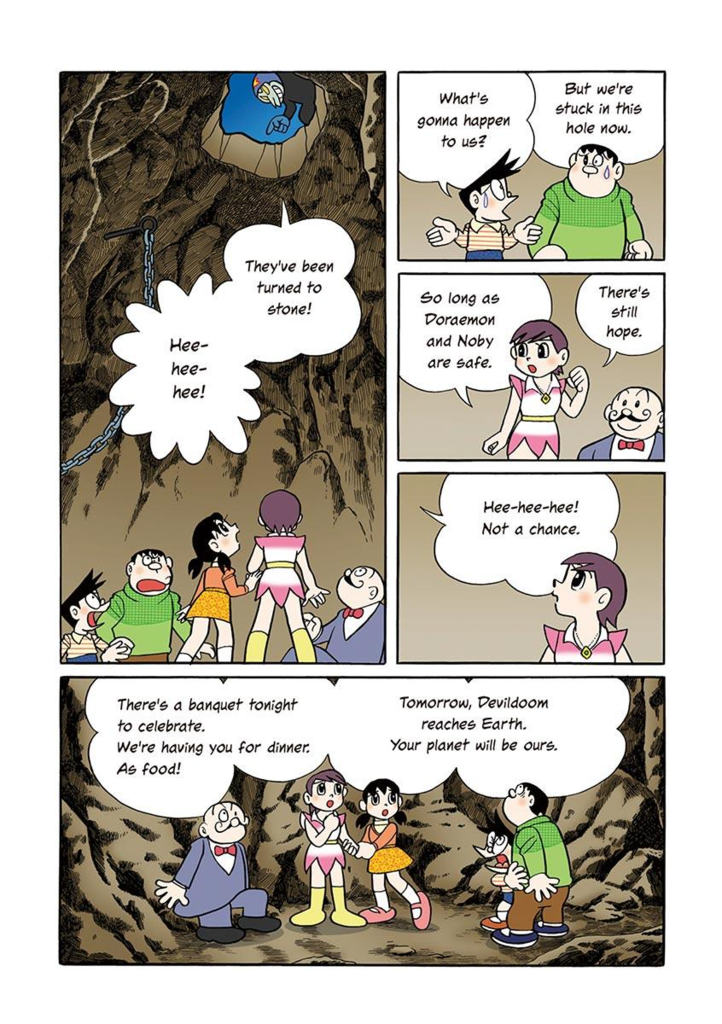 What's
gonna happen
to us?
But we're
stuck in this
hole now.
They've been
turned to
stone!
Hee-
hee-
hee!
So long as
Doraemon
and Noby
are safe.
There's
still
hope.
Hee-hee-hee!
Not a chance.
There's a banquet tonight
to celebrate.
We're having you for dinner.
As food!
Tomorrow, Devildoom
reaches Earth.
Your planet will be ours.